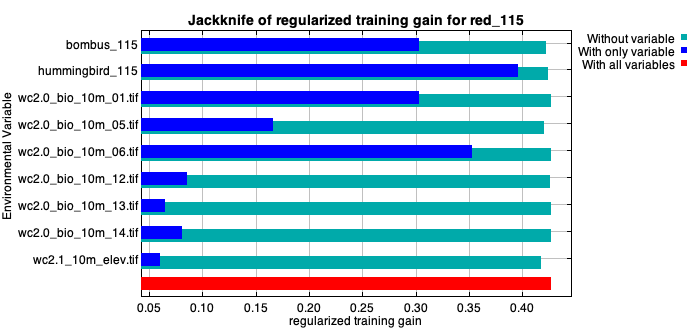 Jackknife of regularized training gain for red_115
Without variable
With only variable
With all variables
Environmental Variable
bombus_115
hummingbird_115
wc2.0_bio_10m_01.tif
wc2.0_bio_10m_05.tif
wc2.0_bio_10m_06.tif
wc2.0_bio_10m_12.tif
wc2.0_bio_10m_13.tif
wc2.0_bio_10m_14.tif
wc2.1_10m_elev.tif
0.05 0.10 0.15 0.20 0.25 0.30 0.35 0.40
regularized training gain